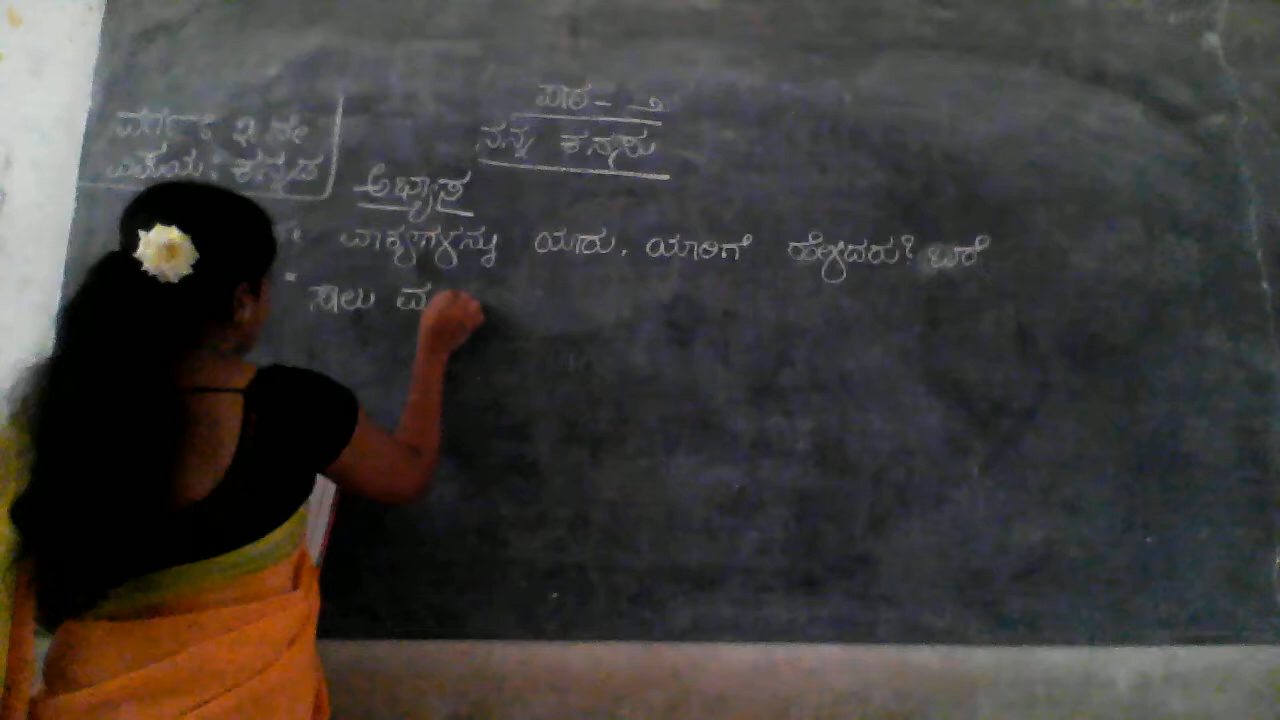 ವರ್ಗ : ೩ ನೇ
ವಿಷಯ : ಕನ್ನಡ
ಪಾಠ - ೨
ನನ್ನ ಕನಸು
ಅಭ್ಯಾಸ
ವಾಕ್ಯಗಳನ್ನು ಯಾರು, ಯಾರಿಗೆ ಹೇಳಿದರು? ಬರೆ
" ಸಾಲು ಮ